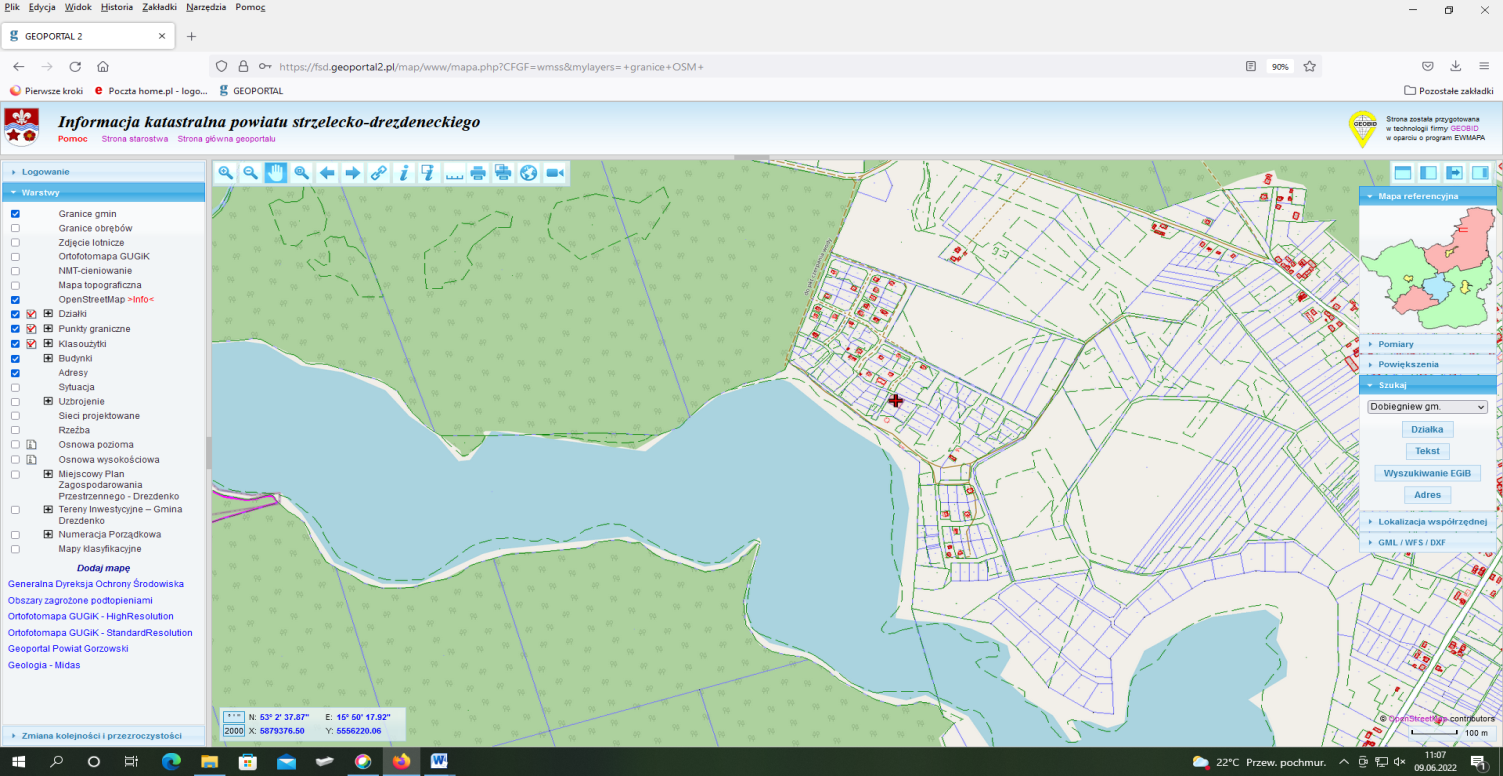 Plik Edycja Widok Historia Zakładki Narzędzia Pomoc
GEOPORTAL 2
https://fsd.geoportal2.pl/map/www/mapa.php?CFGF=wmss&mylayers=+granice+OSM+
90%
Pierwsze kroki
Poczta home.pl - logo...
GEOPORTAL
Pozostałe zakładki
Informacja katastralna powiatu strzelecko-drezdeneckiego
Pomoc Strona starostwa Strona główna geoportalu
GEOBID
Strona została przygotowana
w technologii firmy GEOBID
w oparciu o program EWMAPA
Logowanie
Warstwy
Granice gmin
Granice obrębów
Zdjęcie lotnicze
Ortofotomapa GUGiK
NMT-cieniowanie
Mapa topograficzna
OpenStreetMap >Info<
Działki
Punkty graniczne
Klasoużytki
Budynki
Adresy
Sytuacja
Uzbrojenie
Sieci projektowane
Rzeźba
Osnowa pozioma
Osnowa wysokościowa
Miejscowy Plan
Zagospodarowania
Przestrzennego - Drezdenko
Tereny Inwestycyjne – Gmina
Drezdenko
Numeracja Porządkowa
Mapy klasyfikacyjne
Dodaj mapę
Generalna Dyreksja Ochrony Środowiska
Obszary zagrożone podtopieniami
Ortofotomapa GUGiK - HighResolution
Ortofotomapa GUGiK - StandardResolution
Geoportal Powiat Gorzowski
Geologia - Midas
Zmiana kolejności i przezroczystości
° ' " N: 53° 2' 37.87" E: 15° 50' 17.92"
2000 X: 5879376.50 Y: 5556220.06
Mapa referencyjna
Pomiary
Powiększenia
Szukaj
Dobiegniew gm.
Działka
Tekst
Wyszukiwanie EGiB
Adres
Lokalizacja współrzędnej
GML / WFS / DXF
© OpenStreetMap contributors
100 m
22°C Przew. pochmur.
11:07
09.06.2022
1